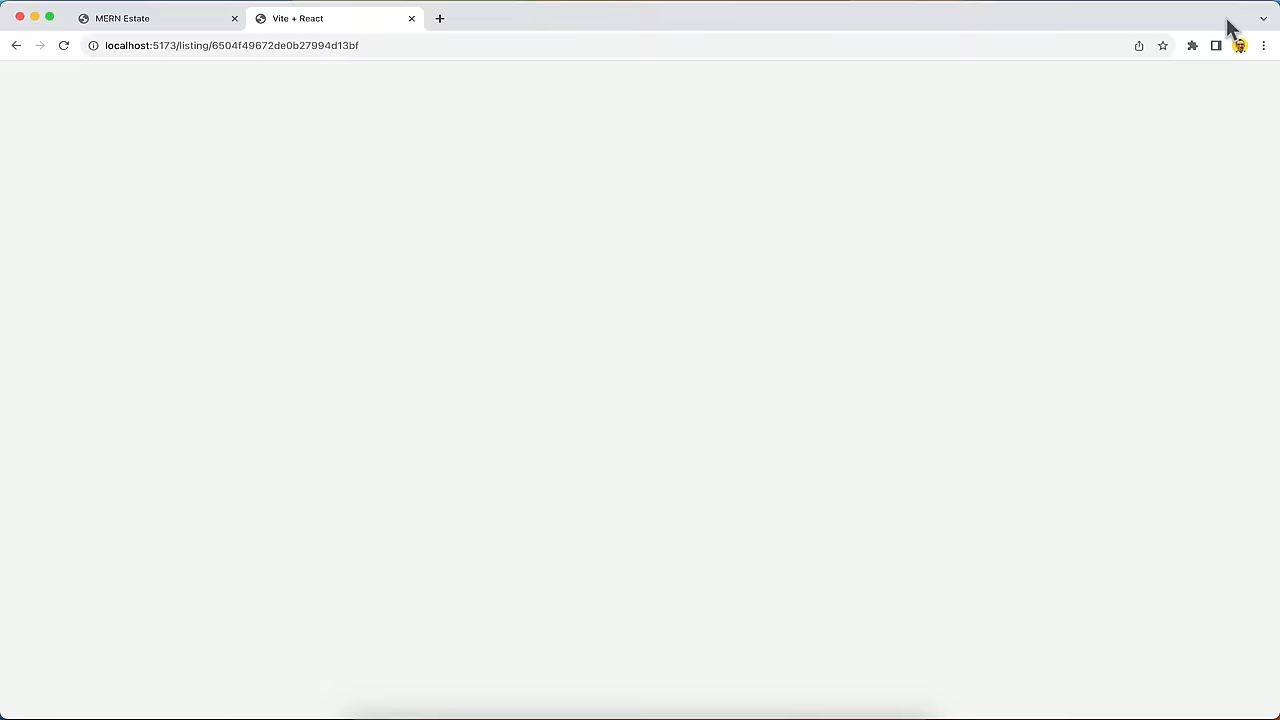 MERN Estate
Vite + React
localhost:5173/listing/6504f49672de0b27994d13bf